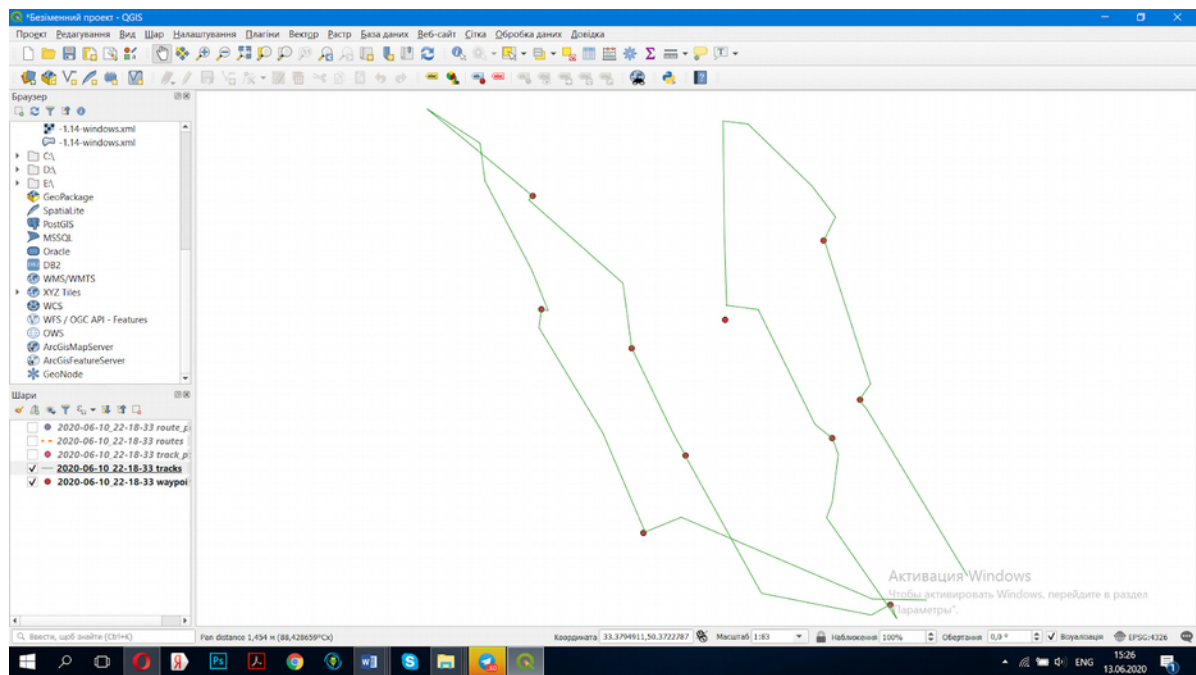 *Безіменний проект - QGIS
Проект Редагування Вид Шар Налаштування Плагіни Вектор Растр База даних Веб-сайт Сітка Обробка даних Довідка
Браузер
-1,14-windows.xml
-1,14-windows.xml
C:\
D:\
E:\
GeoPackage
SpatiaLite
PostGIS
MSSQL
Oracle
DB2
WMS/WMTS
XYZ Tiles
WCS
WFS / OGC API - Features
OWS
ArcGisMapServer
ArcGisFeatureServer
GeoNode
Шари
2020-06-10_22-18-33 route_p
2020-06-10_22-18-33 routes
2020-06-10_22-18-33 track_p
2020-06-10_22-18-33 tracks
2020-06-10_22-18-33 waypoi
Активация Windows
Чтобы активировать Windows, перейдите в раздел
"Параметры".
Ввести, щоб знайти (Ctrl+K) Pan distance 1,454 м (88,428659°Сх) Координата 33.3794911,50.3722787 Масштаб 1:83 Наближення 100% Обертання 0,0 ° Візуалізація EPSG:4326
ENG 15:26
13.06.2020